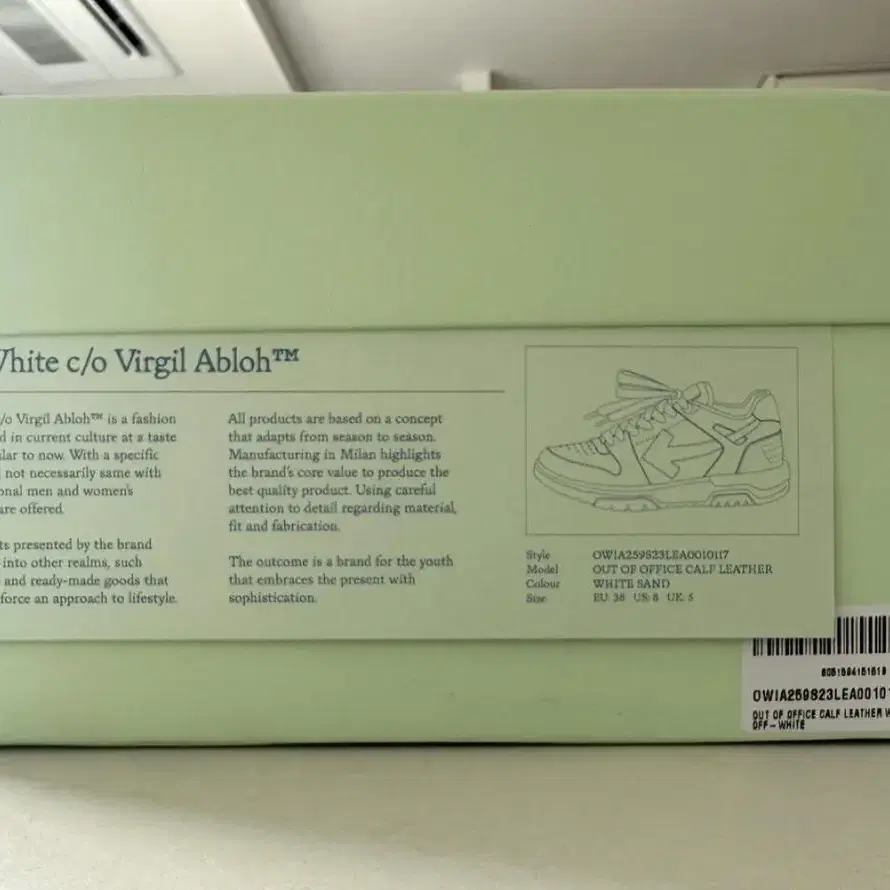 White c/o Virgil Abloh™
/o Virgil Abloh™ is a fashion
d in current culture at a taste
lar to now. With a specific
not necessarily same with
onal men and women's
are offered.
ts presented by the brand
into other realms, such
and ready-made goods that
force an approach to lifestyle.
All products are based on a concept
that adapts from season to season.
Manufacturing in Milan highlights
the brand's core value to produce the
best quality product. Using careful
attention to detail regarding material,
fit and fabrication.
The outcome is a brand for the youth
that embraces the present with
sophistication.
Style OWIA259S23LEA0010117
Model OUT OF OFFICE CALF LEATHER
Colour WHITE SAND
Size EU: 38 US: 8 UK: 5
OWIA259S23LEA00101
OUT OF OFFICE CALF LEATHER W
OFF-WHITE